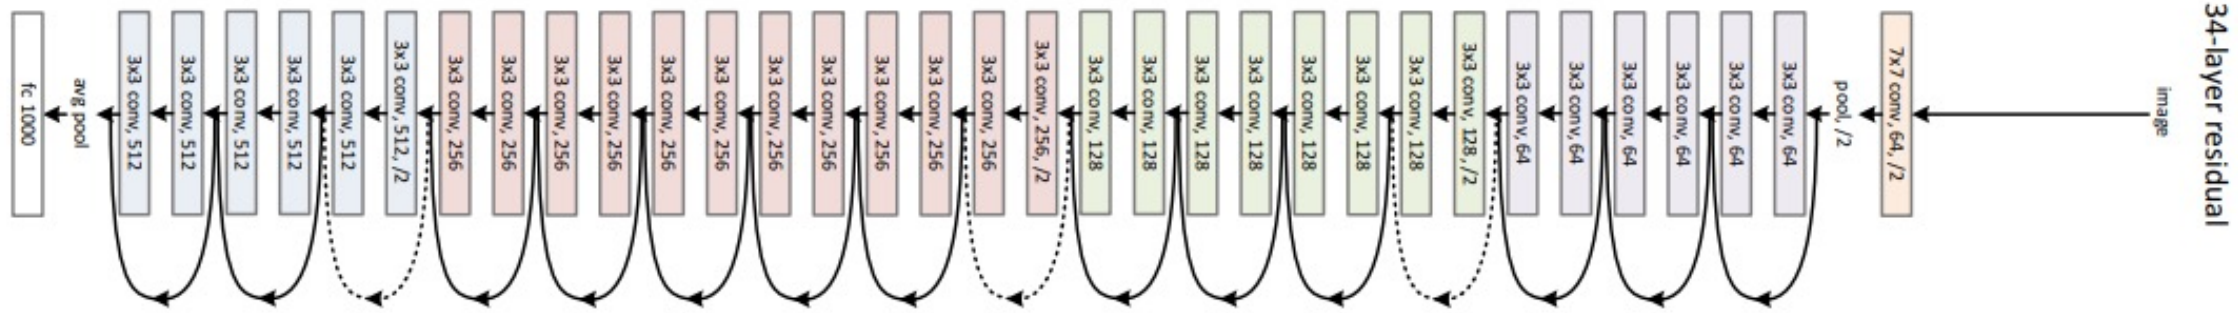 34-layer residual
image
7x7 conv, 64, /2
pool, /2
3x3 conv, 64
3x3 conv, 64
3x3 conv, 64
3x3 conv, 64
3x3 conv, 64
3x3 conv, 64
3x3 conv, 128, /2
3x3 conv, 128
3x3 conv, 128
3x3 conv, 128
3x3 conv, 128
3x3 conv, 128
3x3 conv, 128
3x3 conv, 128
3x3 conv, 256, /2
3x3 conv, 256
3x3 conv, 256
3x3 conv, 256
3x3 conv, 256
3x3 conv, 256
3x3 conv, 256
3x3 conv, 256
3x3 conv, 256
3x3 conv, 256
3x3 conv, 256
3x3 conv, 256
3x3 conv, 512, /2
3x3 conv, 512
3x3 conv, 512
3x3 conv, 512
3x3 conv, 512
3x3 conv, 512
avg pool
fc 1000